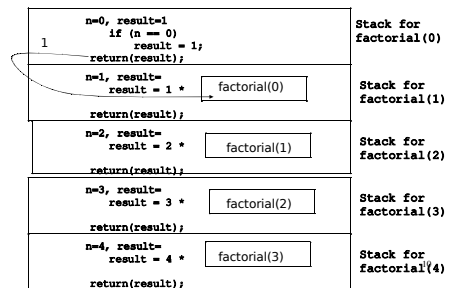 n=0, result=1
if (n == 0)
result = 1;
return(result);
Stack for
factorial(0)
1
n=1, result=
result = 1 * factorial(0)
return(result);
Stack for
factorial(1)
n=2, result=
result = 2 * factorial(1)
return(result);
Stack for
factorial(2)
n=3, result=
result = 3 * factorial(2)
return(result);
Stack for
factorial(3)
n=4, result=
result = 4 * factorial(3)
return(result);
Stack for
factorial(4)